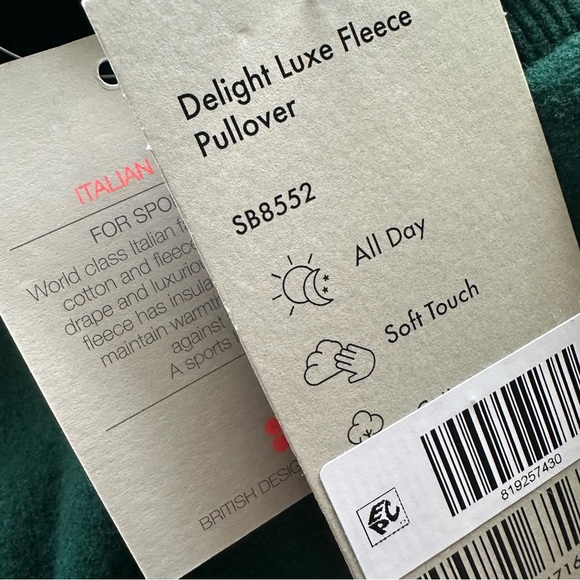 Delight Luxe Fleece
Pullover
SB8552
All Day
Soft Touch
819257430
ITALIAN
FOR SPO
World class Italian f
cotton and fleece
drape and luxurio
fleece has insula
maintain warmth
against
A sports
BRITISH DESIG